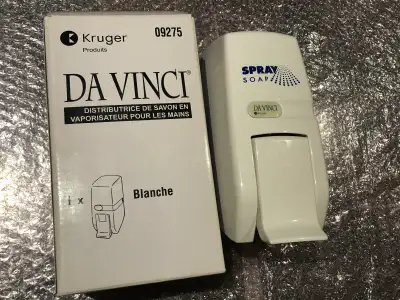 Kruger
Produits
09275
DA VINCI
DISTRIBUTRICE DE SAVON EN
VAPORISATEUR POUR LES MAINS
1 x
Blanche
SPRAY
SOAP
DA VINCI